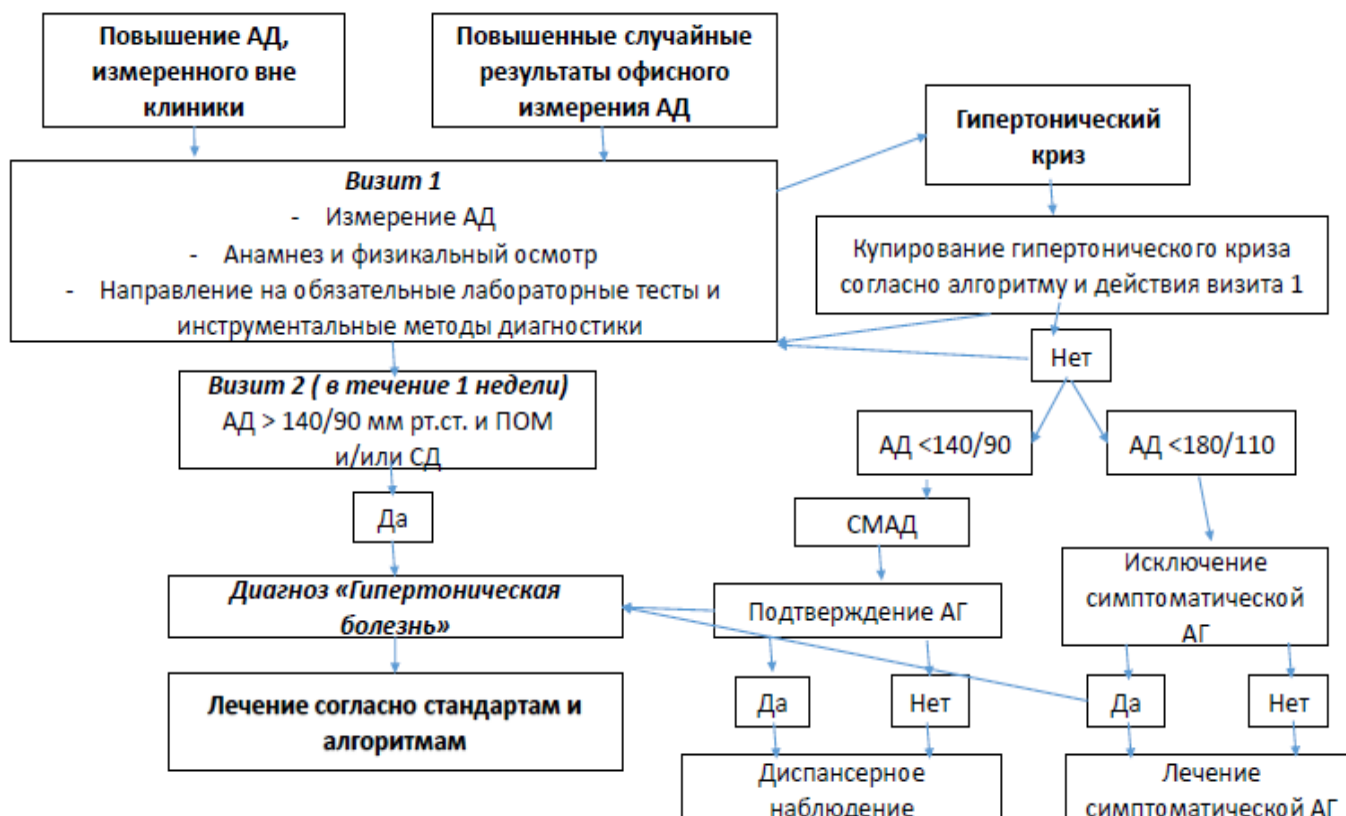 Повышение АД,
измеренного вне
клиники
Повышенные случайные
результаты офисного
измерения АД
Гипертонический
криз
Визит 1
- Измерение АД
- Анамнез и физикальный осмотр
- Направление на обязательные лабораторные тесты и
инструментальные методы диагностики
Купирование гипертонического криза
согласно алгоритму и действия визита 1
Нет
Визит 2 ( в течение 1 недели)
АД > 140/90 мм рт.ст. и ПОМ
и/или СД
АД <140/90
АД <180/110
Да
СМАД
Диагноз «Гипертоническая
болезнь»
Подтверждение АГ
Исключение
симптоматической
АГ
Лечение согласно стандартам и
алгоритмам
Да
Нет
Да
Нет
Диспансерное
наблюдение
Лечение
симптоматической АГ